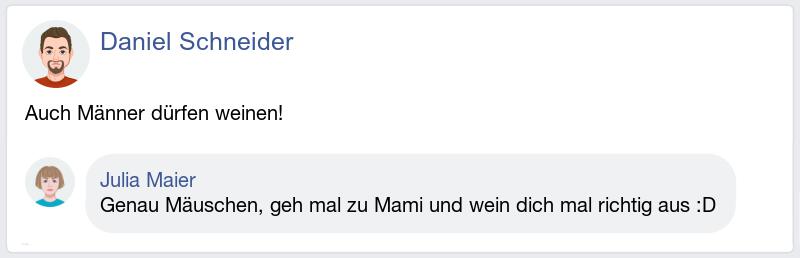 Daniel Schneider
Auch Männer dürfen weinen!
Julia Maier
Genau Mäuschen, geh mal zu Mami und wein dich mal richtig aus :D